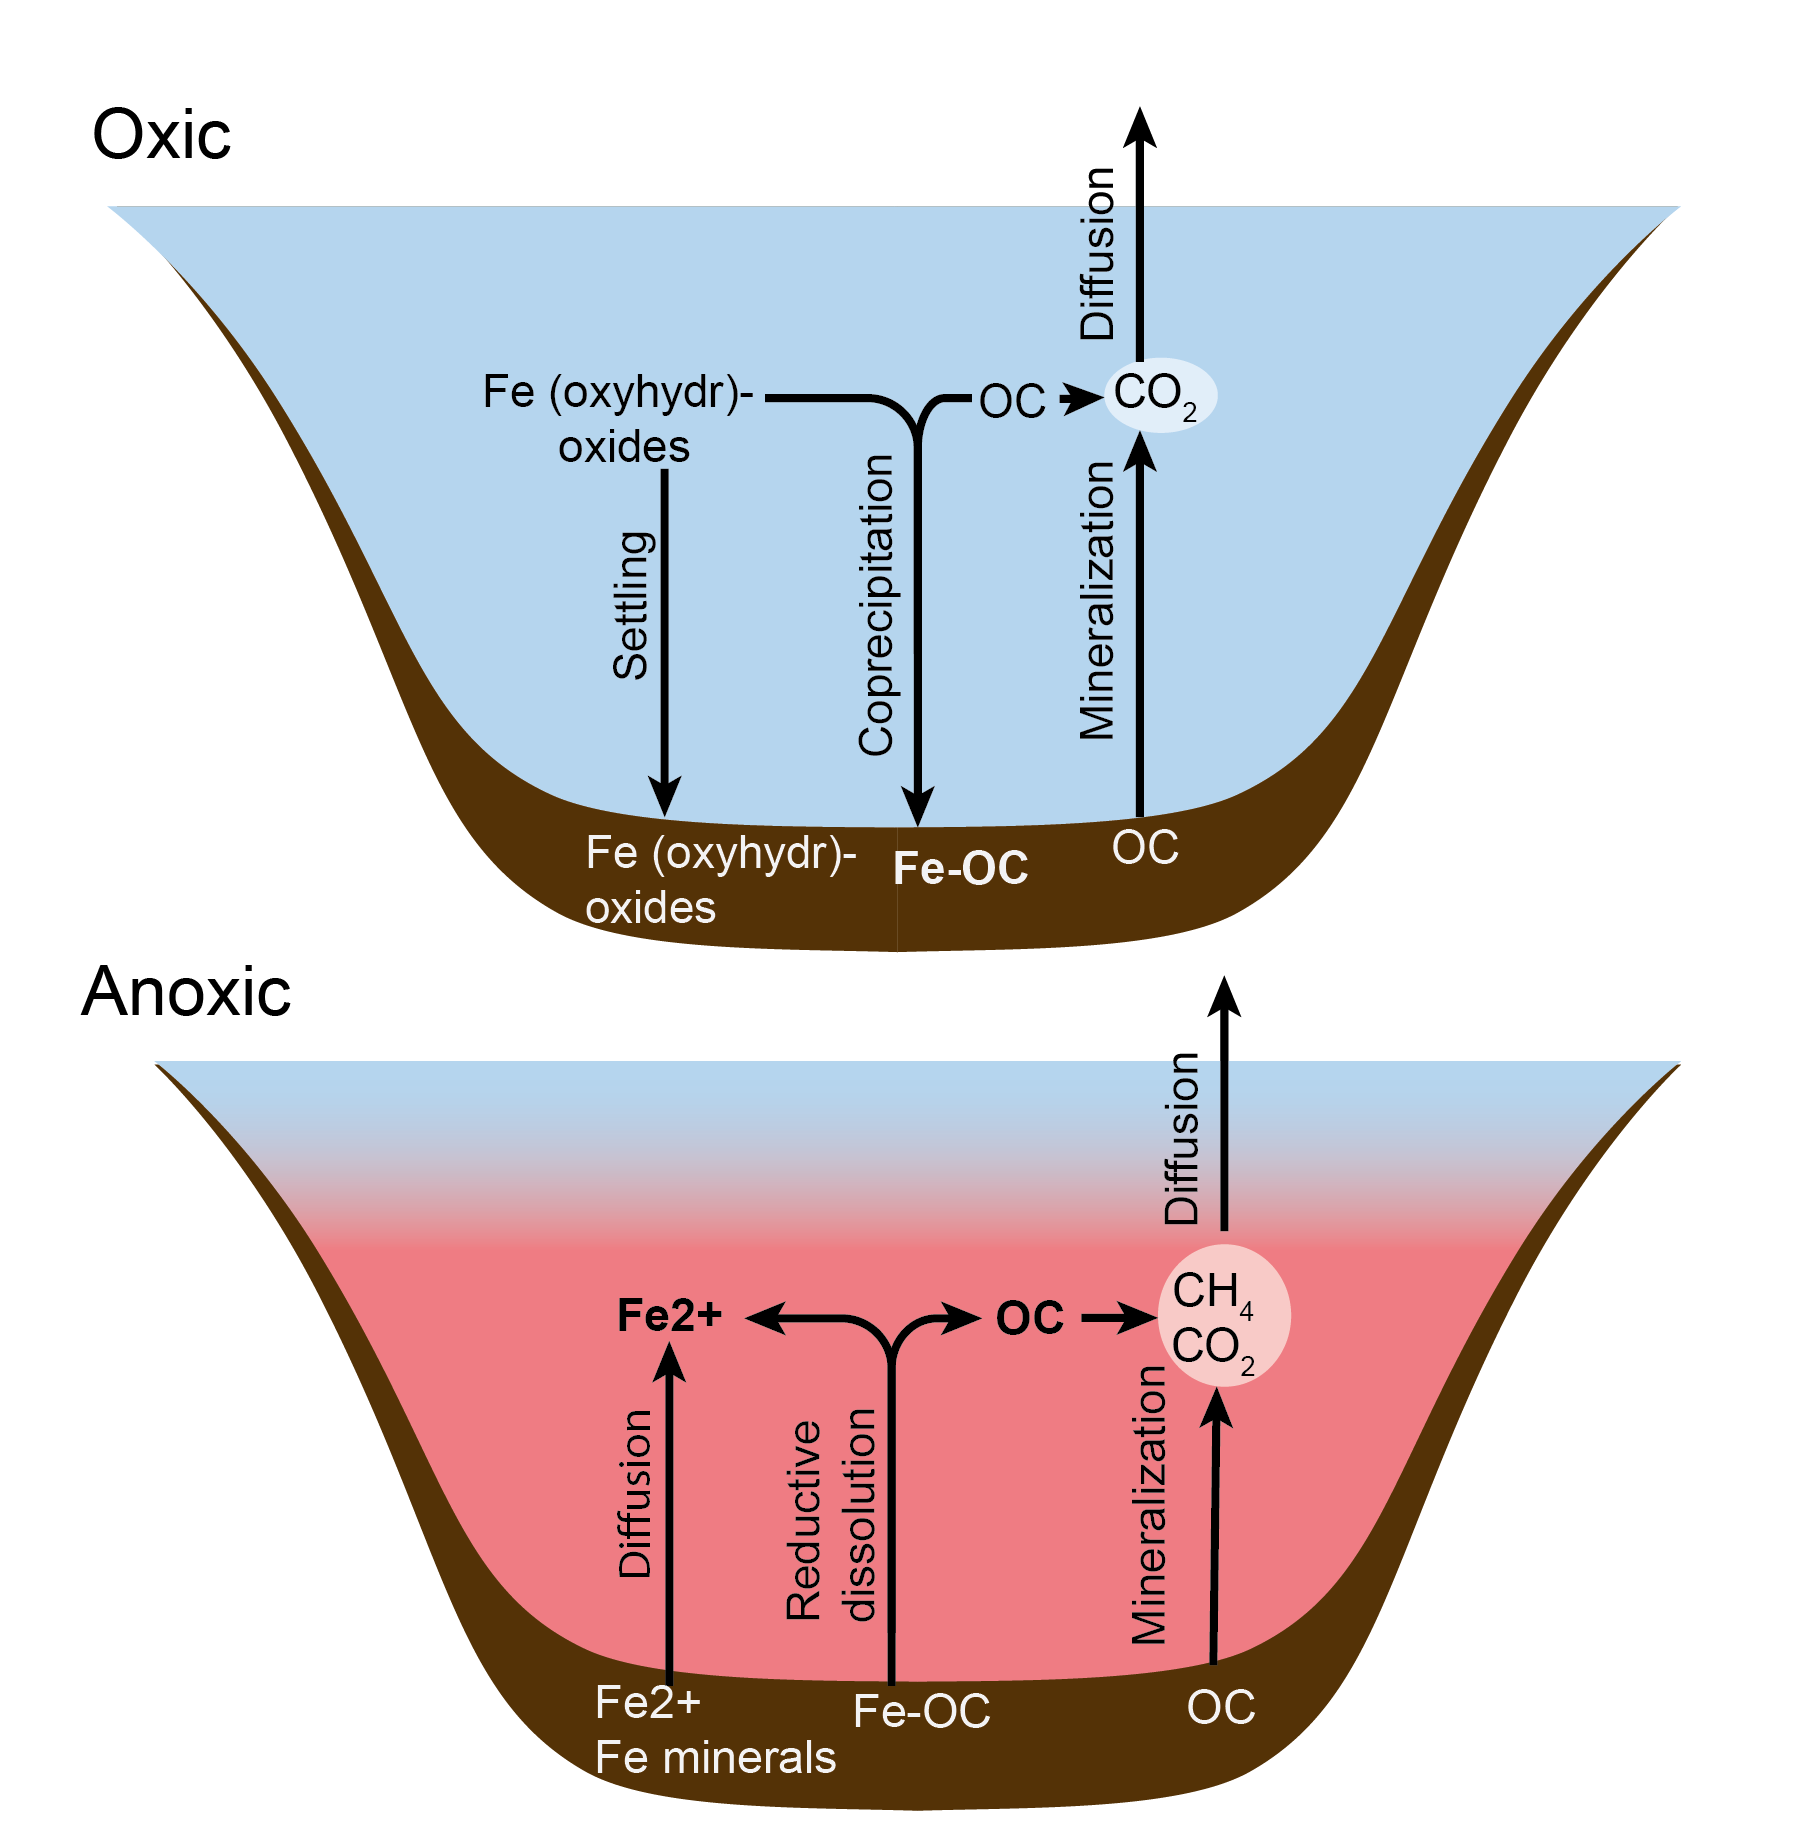 Oxic
Diffusion
Fe (oxyhydr)-
oxides
OC
CO2
Settling
Coprecipitation
Mineralization
Fe (oxyhydr)-
oxides
Fe-OC
OC
Anoxic
Diffusion
Fe2+
OC
CH4
CO2
Diffusion
Reductive
dissolution
Mineralization
Fe2+
Fe minerals
Fe-OC
OC